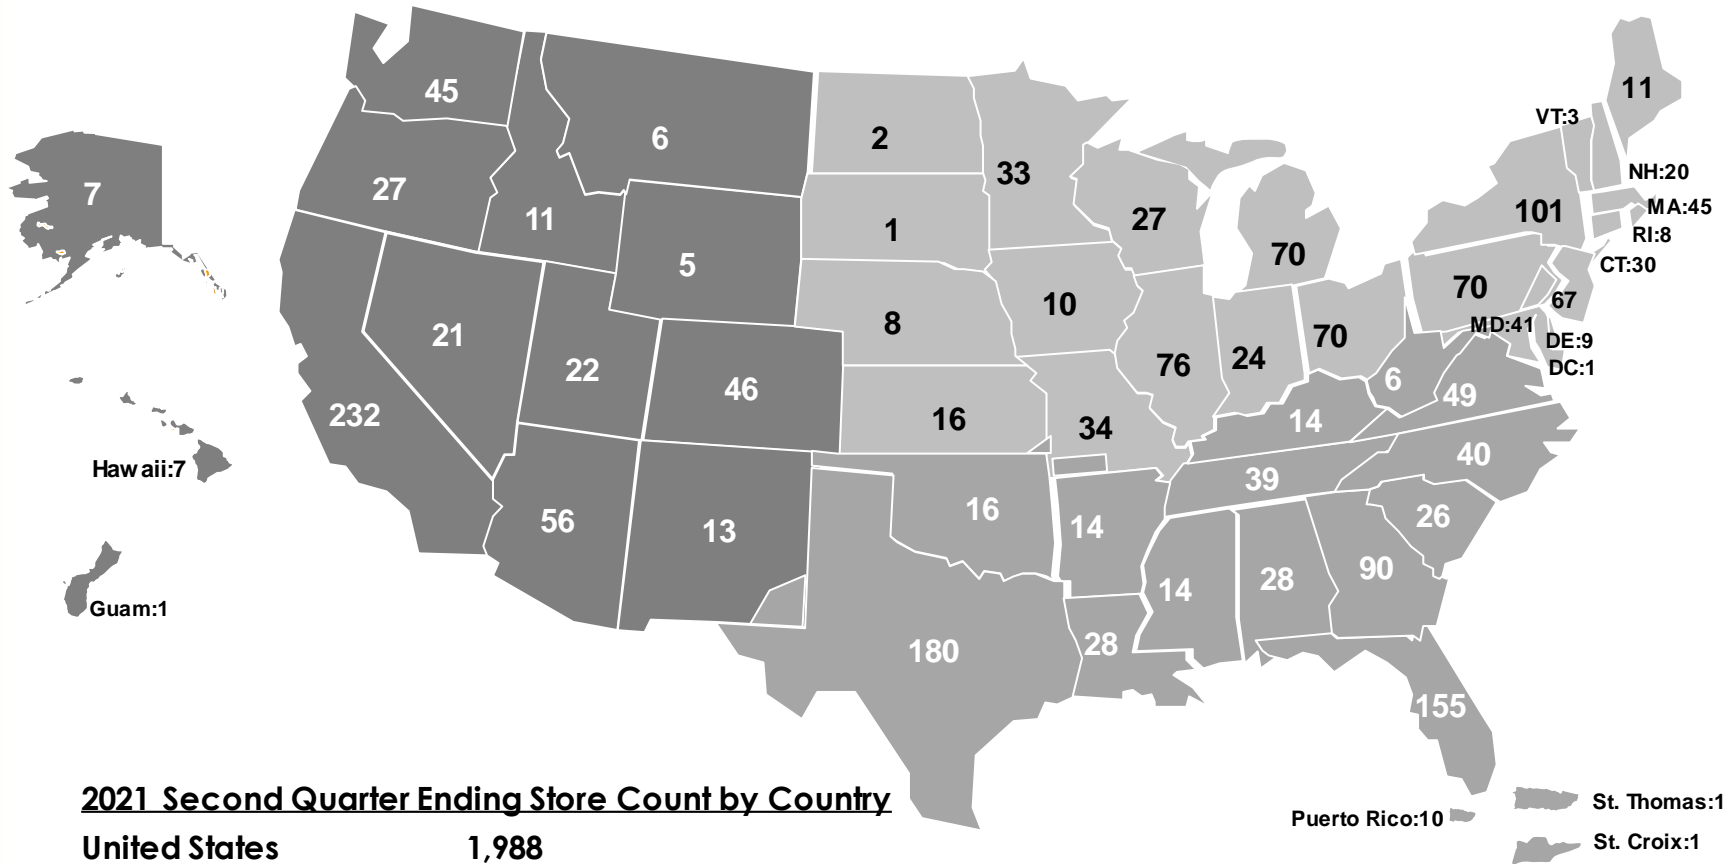 11
45
VT:3
6
2
33
NH:20
7
27
MA:45
101
11
27
1
RI:8
70
5
CT:30
70
67
10
8
MD:41
21
70
DE:9
24
76
DC:1
22
6
46
49
232
16
14
34
40
Hawaii:7
39
16
26
56
14
13
90
28
14
Guam:1
28
180
155
2021 Second Quarter Ending Store Count by Country
St. Thomas:1
Puerto Rico:10
St. Croix:1
United States 1,988